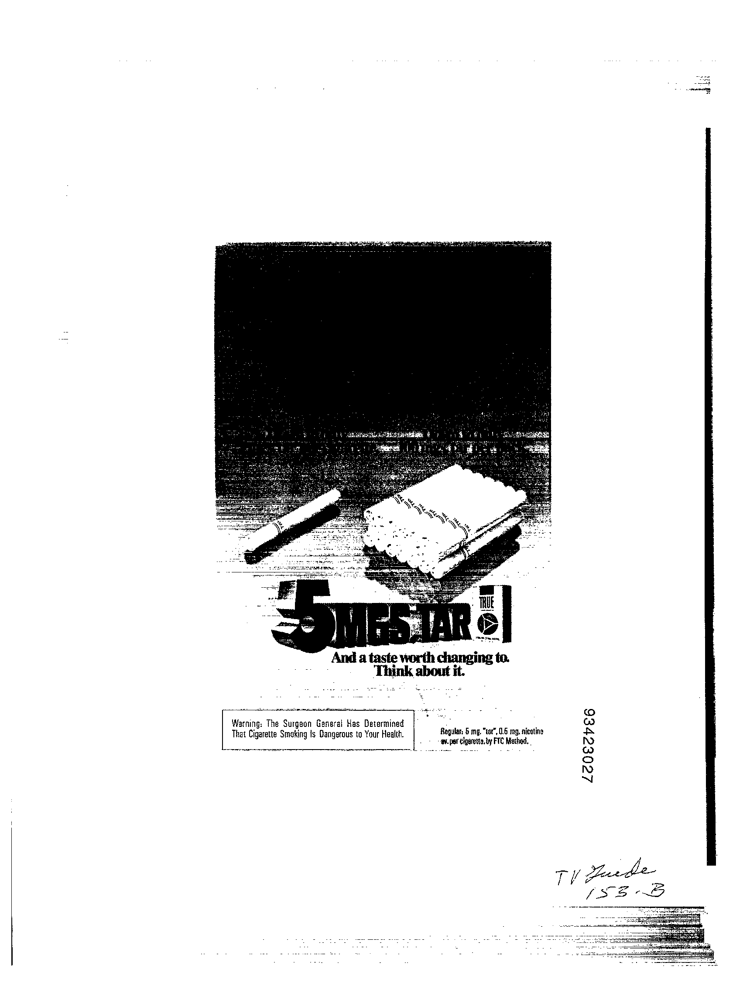 5 MGS. TAR
TRUE
And a taste worth changing to.
Think about it.
Warning: The Surgeon General Has Determined
That Cigarette Smoking Is Dangerous to Your Health.
Regular: 5 mg. "tar", 0.5 mg. nicotine
av. per cigarette, by FTC Method.
93423027
TV Guide
153-B